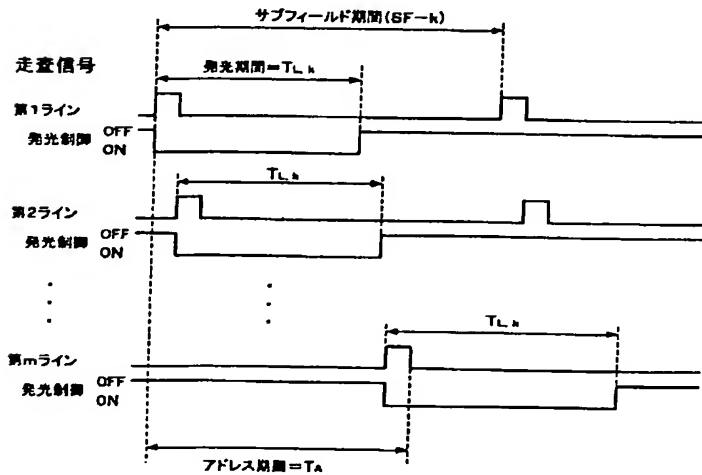 サブフィールド期間(SF-k)
走査信号
発光期間=TL,k
第1ライン
発光制御 OFF
ON
TL,k
第2ライン
発光制御 OFF
ON
TL,k
第mライン
発光制御 OFF
ON
アドレス期間=TA